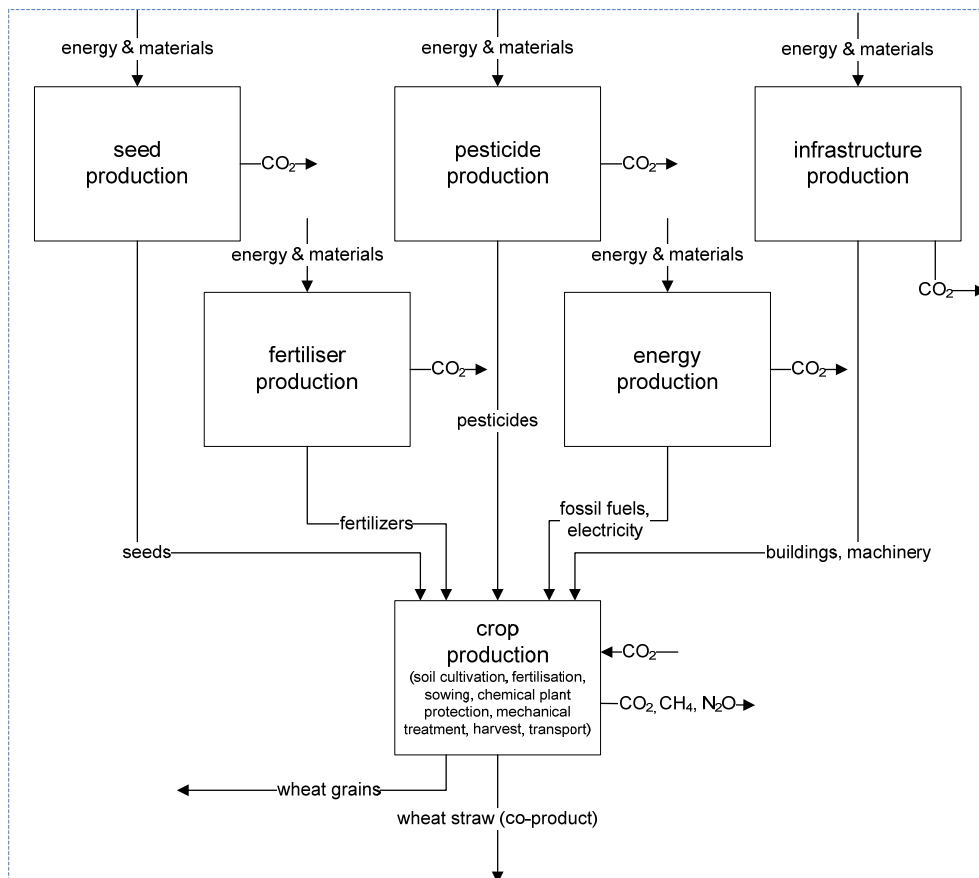 energy & materials
energy & materials
energy & materials
seed
production
CO₂
pesticide
production
CO₂
infrastructure
production
CO₂
energy & materials
energy & materials
fertiliser
production
CO₂
energy
production
CO₂
pesticides
fertilizers
fossil fuels,
electricity
seeds
buildings, machinery
crop
production
(soil cultivation, fertilisation,
sowing, chemical plant
protection, mechanical
treatment, harvest, transport)
CO₂
CO₂, CH₄, N₂O
wheat grains
wheat straw (co-product)